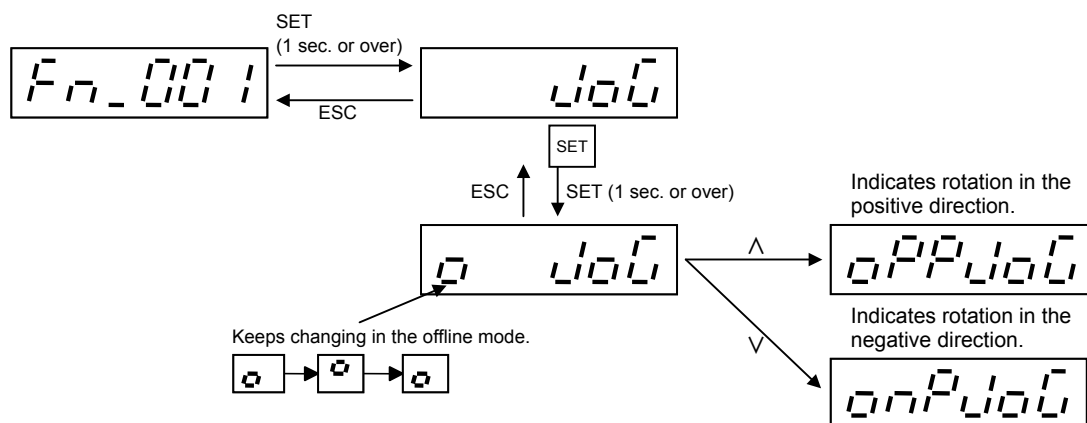 SET
(1 sec. or over)
Fn_001
ESC
JoG
SET
ESC
SET (1 sec. or over)
o JoG
Keeps changing in the offline mode.
o
o
o
Indicates rotation in the
positive direction.
∧
oPPJoG
Indicates rotation in the
negative direction.
∨
onPJoG